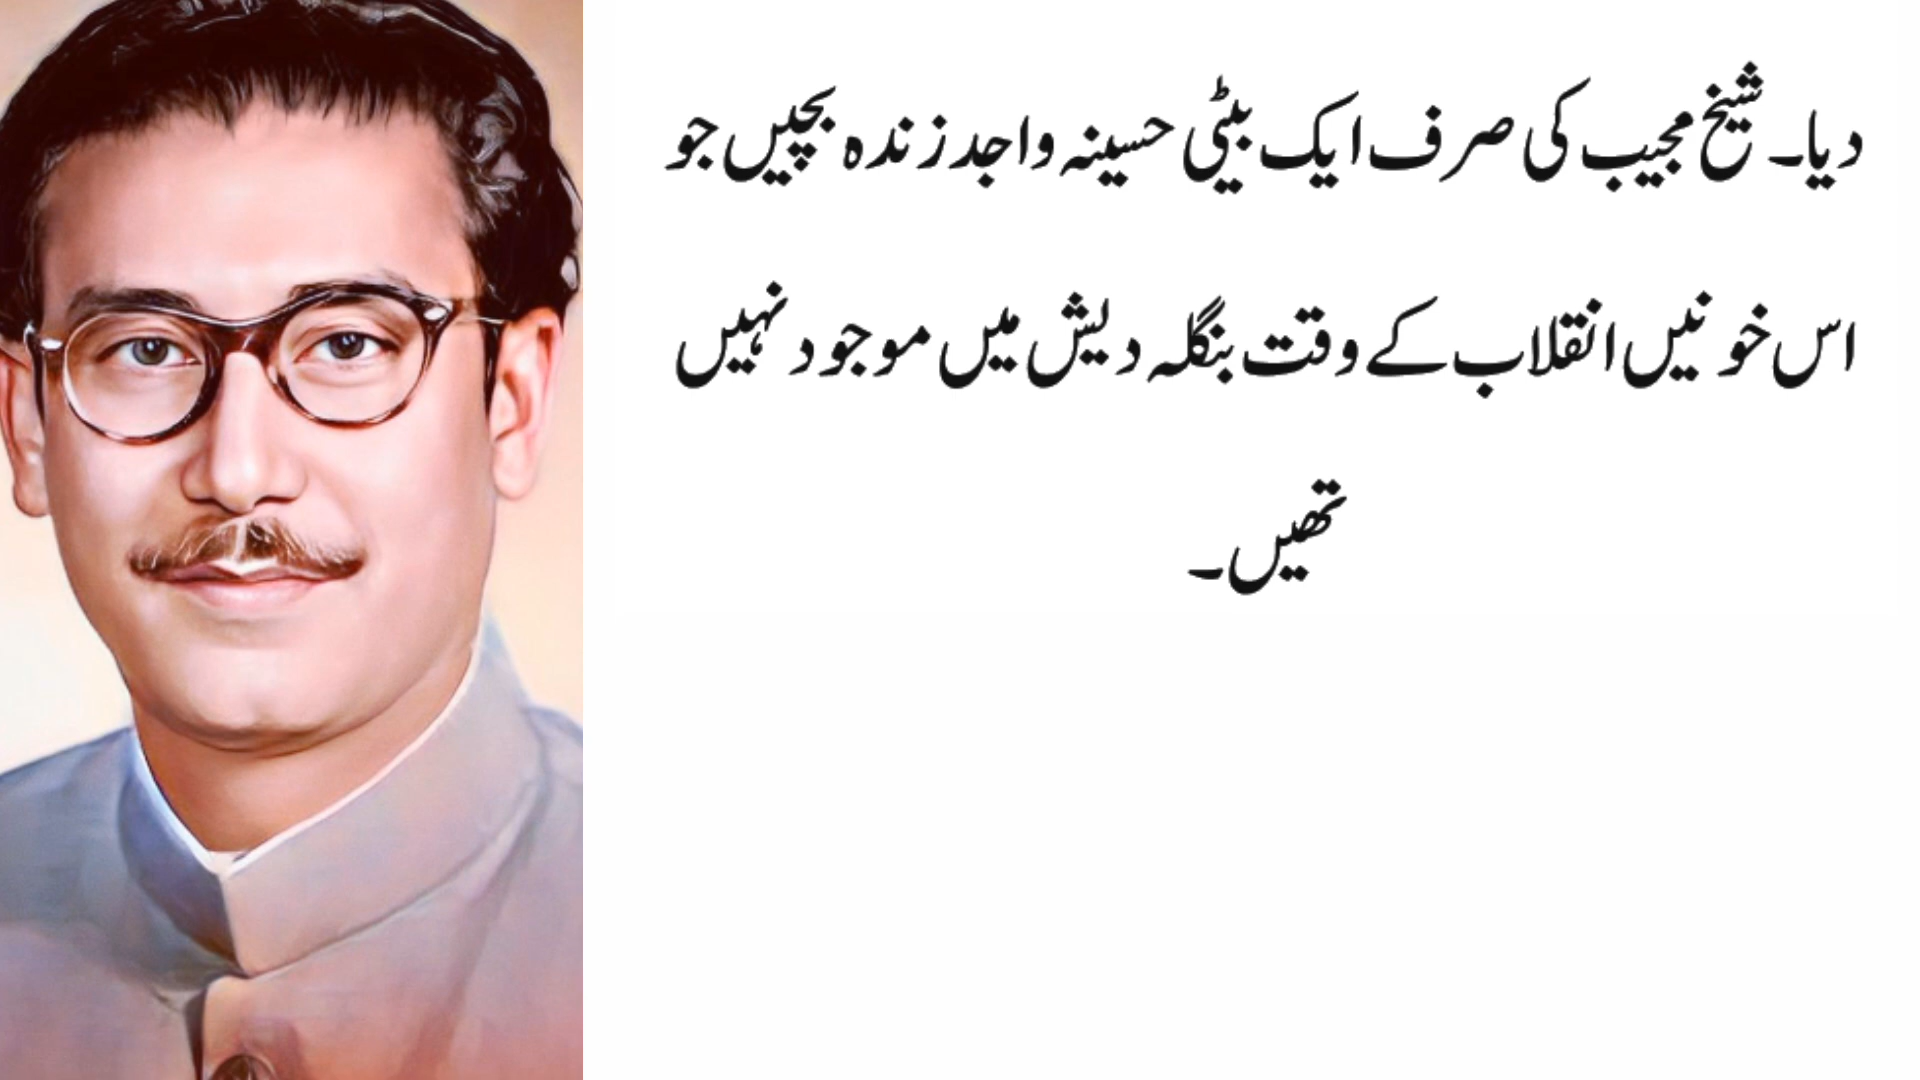 دیا۔ شیخ مجیب کی صرف ایک بیٹی حسینہ واجد زندہ بچیں جو
اس خونیں انقلاب کے وقت بنگلہ دیش میں موجود نہیں
تھیں۔